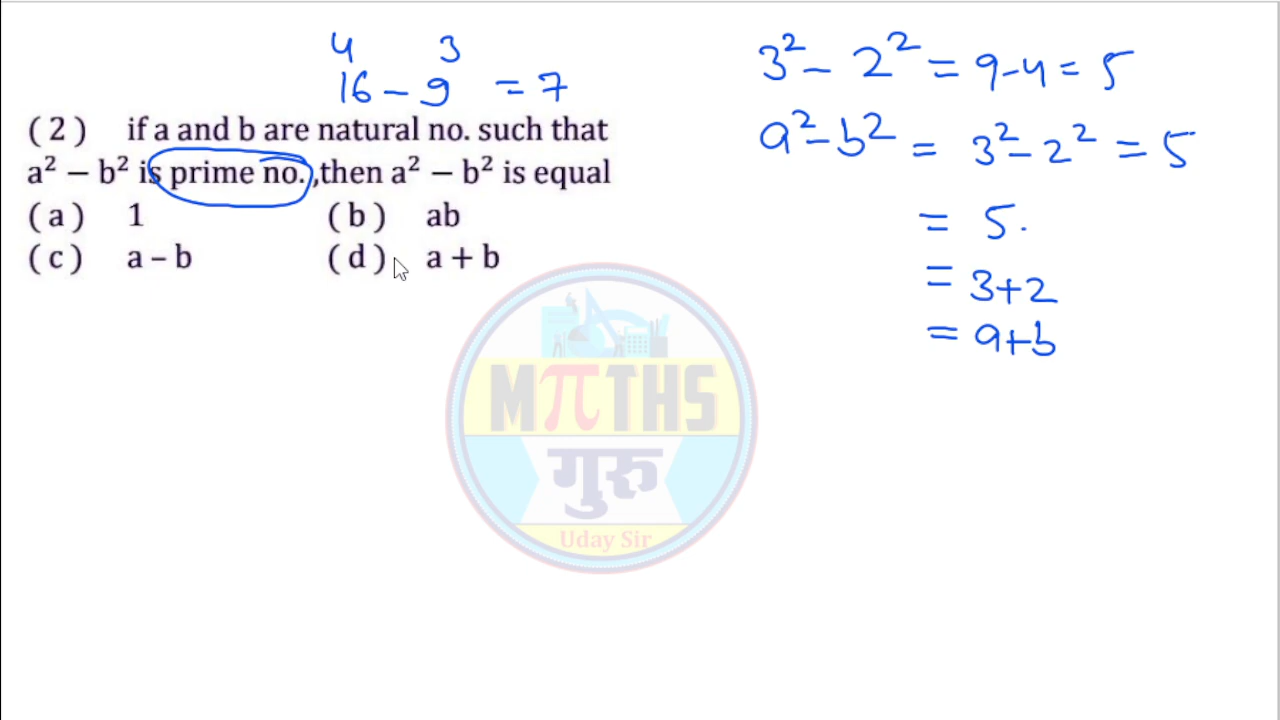 4 3
16 – 9 = 7
(2) if a and b are natural no. such that
a² – b² is prime no.,then a² – b² is equal
(a) 1 (b) ab
(c) a – b (d) a + b
3² – 2² = 9 – 4 = 5
a² – b² = 3² – 2² = 5
= 5.
= 3+2
= a+b
MπTHS
गुरु
Uday Sir